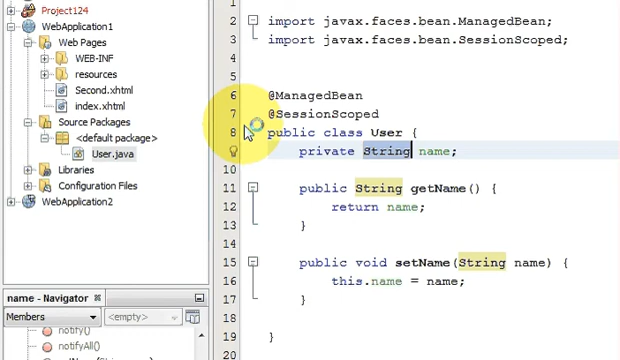 Project124
WebApplication1
Web Pages
WEB-INF
resources
Second.xhtml
index.xhtml
Source Packages
<default package>
User.java
Libraries
Configuration Files
WebApplication2
name - Navigator
Members
<empty>
notify()
notifyAll()
2 import javax.faces.bean.ManagedBean;
3 import javax.faces.bean.SessionScoped;
4
5
6 @ManagedBean
7 @SessionScoped
8 public class User {
private String name;
10
11 public String getName() {
12 return name;
13 }
14
15 public void setName(String name) {
16 this.name = name;
17 }
18
19 }
20